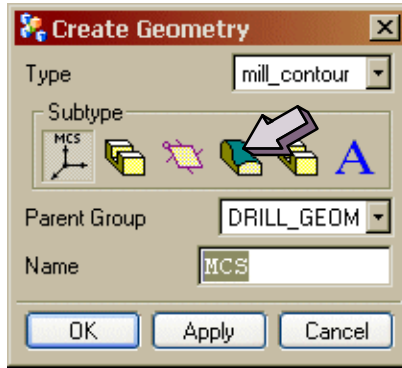 Create Geometry
Type mill_contour
Subtype
MCS
A
Parent Group DRILL_GEOM
Name MCS
OK Apply Cancel